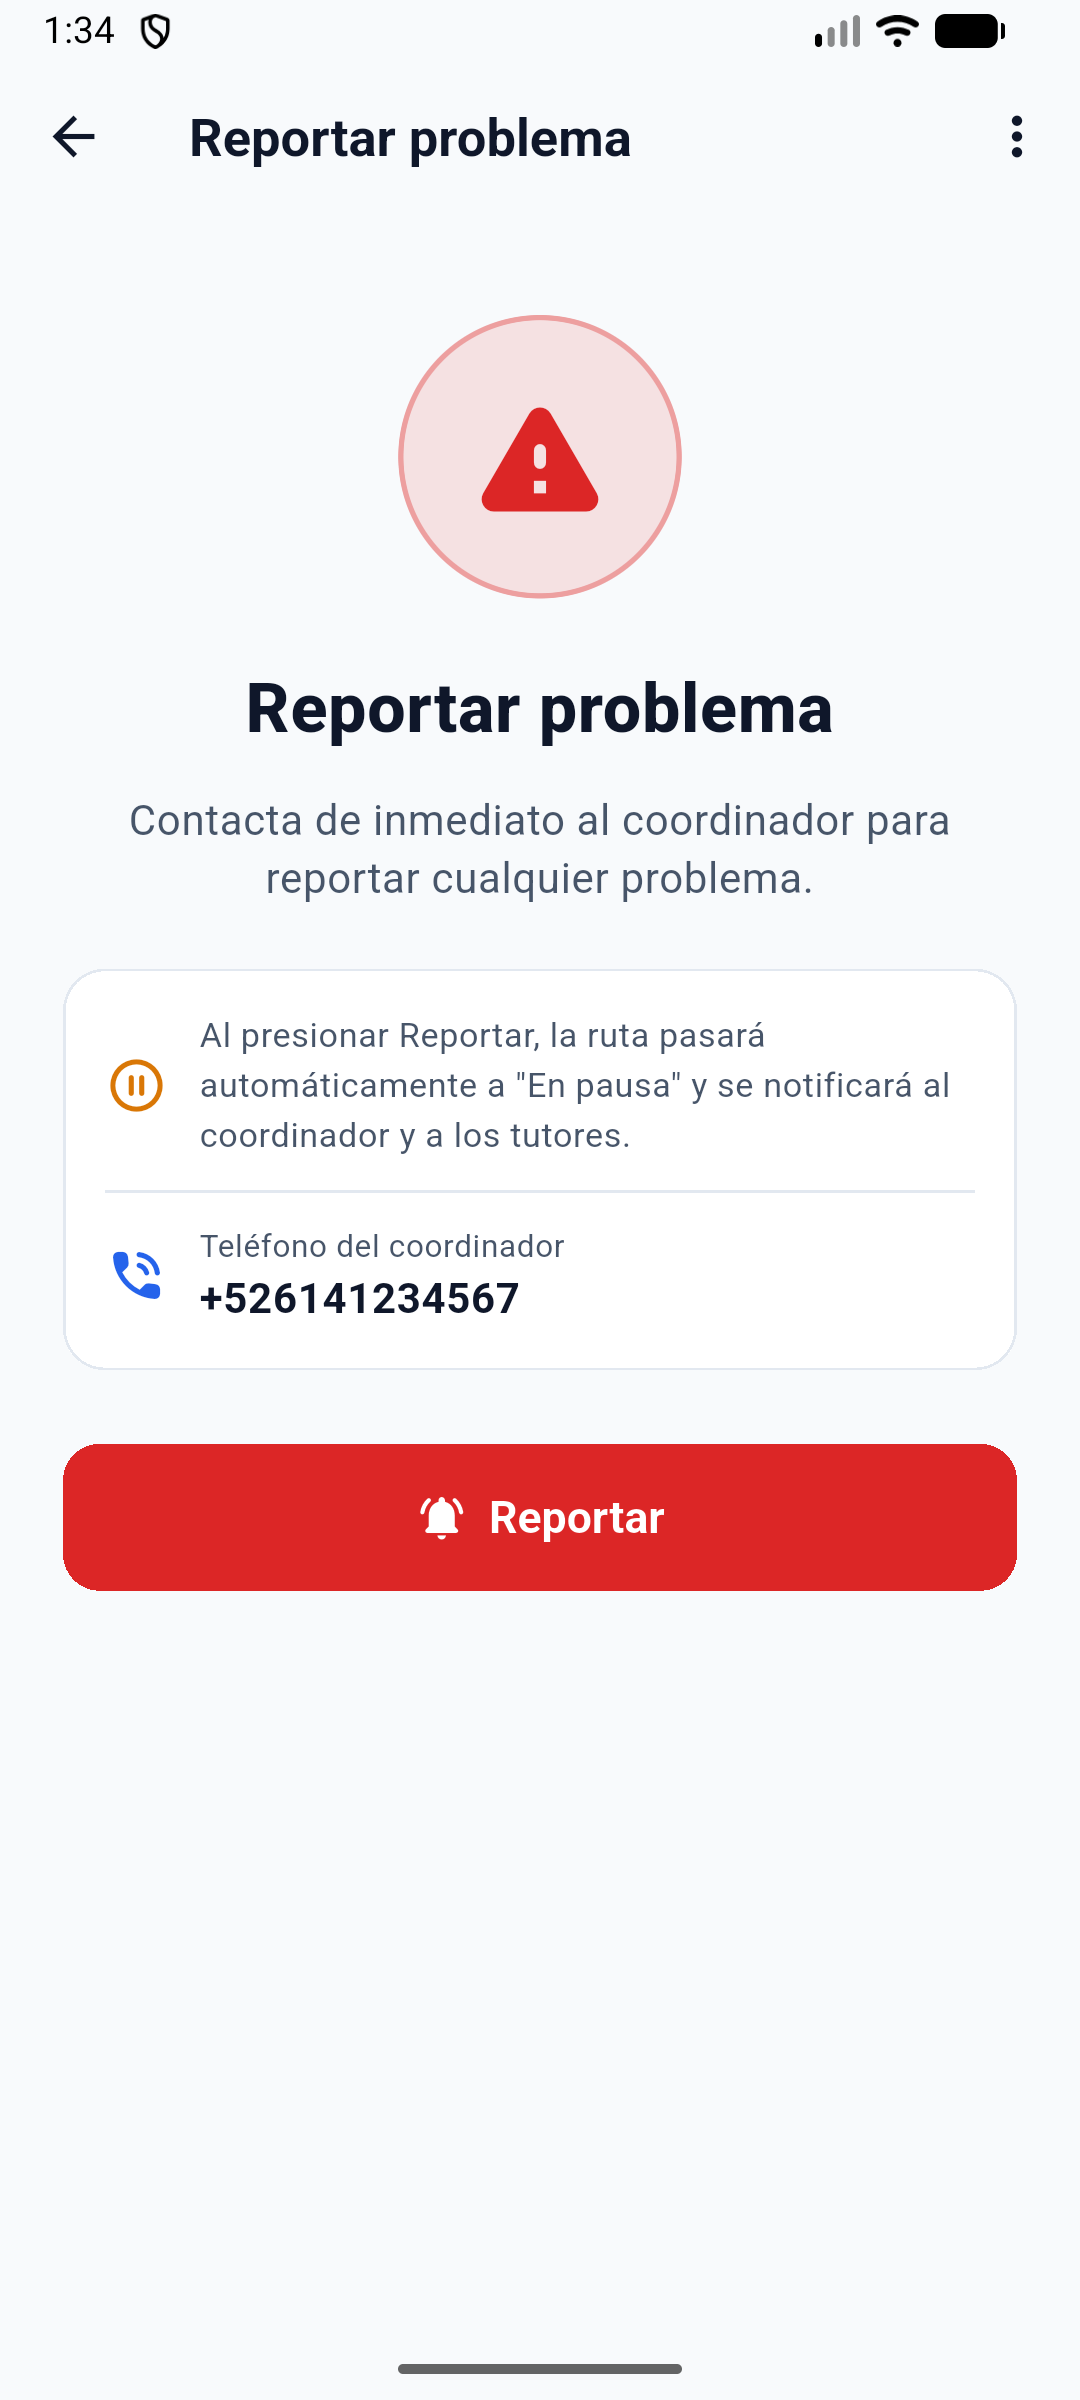 1:34
Reportar problema
Reportar problema
Contacta de inmediato al coordinador para
reportar cualquier problema.
Al presionar Reportar, la ruta pasará
automáticamente a "En pausa" y se notificará al
coordinador y a los tutores.
Teléfono del coordinador
+526141234567
Reportar